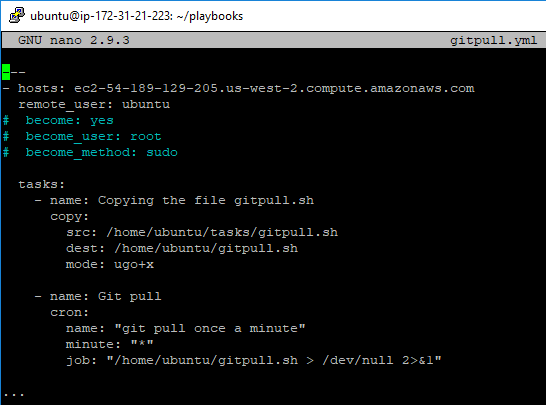 ubuntu@ip-172-31-21-223: ~/playbooks
GNU nano 2.9.3 gitpull.yml
---
- hosts: ec2-54-189-129-205.us-west-2.compute.amazonaws.com
  remote_user: ubuntu
#  become: yes
#  become_user: root
#  become_method: sudo

  tasks:
    - name: Copying the file gitpull.sh
      copy:
        src: /home/ubuntu/tasks/gitpull.sh
        dest: /home/ubuntu/gitpull.sh
        mode: ugo+x

    - name: Git pull
      cron:
        name: "git pull once a minute"
        minute: "*"
        job: "/home/ubuntu/gitpull.sh > /dev/null 2>&1"

...